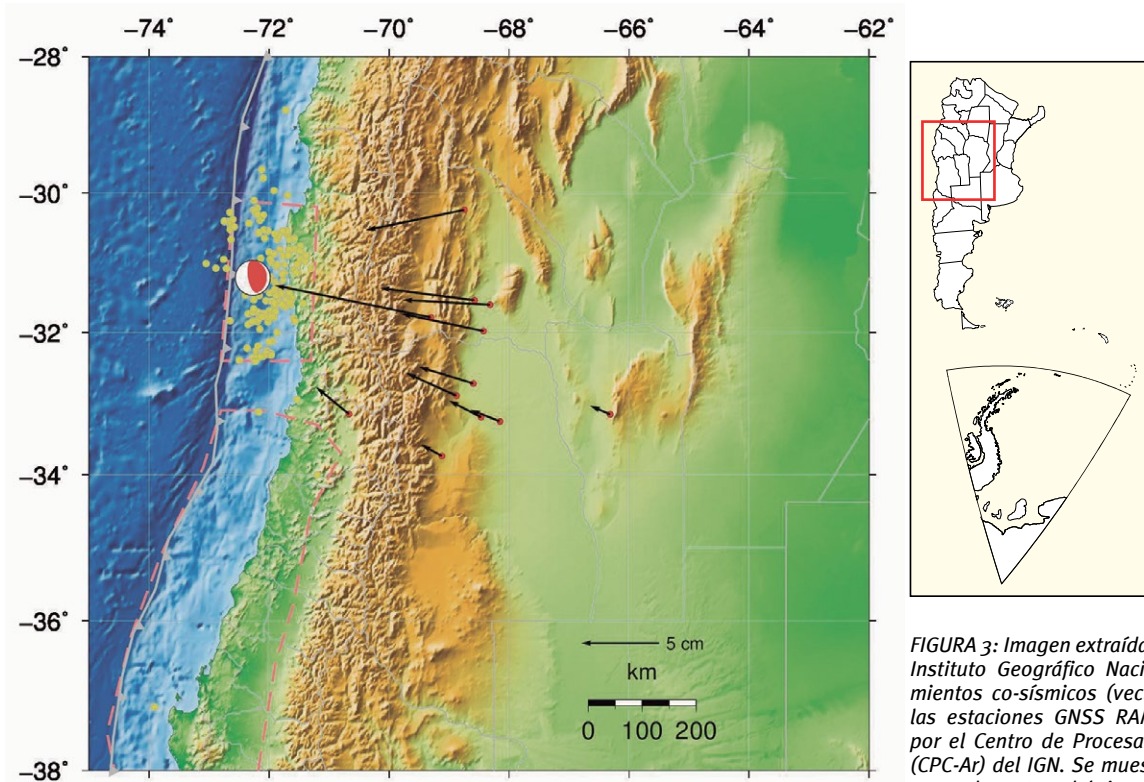 −74° −72° −70° −68° −66° −64° −62°
−28°
−30°
−32°
−34°
−36°
−38°
5 cm
km
0 100 200
FIGURA 3: Imagen extraída
Instituto Geográfico Naci
mientos co-sísmicos (vec
las estaciones GNSS RAM
por el Centro de Procesa
(CPC-Ar) del IGN. Se mues